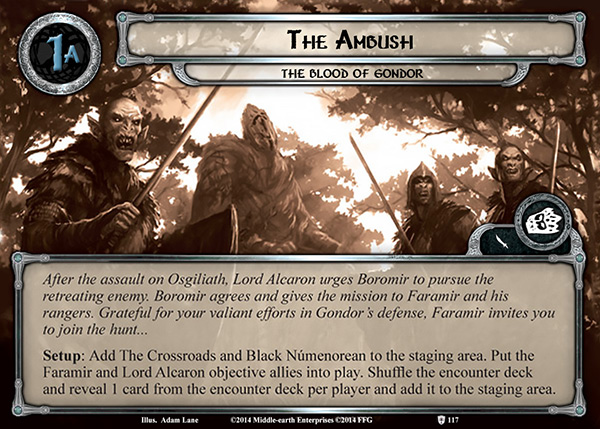 1A
The Ambush
The Blood of Gondor
After the assault on Osgiliath, Lord Alcaron urges Boromir to pursue the
retreating enemy. Boromir agrees and gives the mission to Faramir and his
rangers. Grateful for your valiant efforts in Gondor's defense, Faramir invites you
to join the hunt...
Setup: Add The Crossroads and Black Númenorean to the staging area. Put the
Faramir and Lord Alcaron objective allies into play. Shuffle the encounter deck
and reveal 1 card from the encounter deck per player and add it to the staging area.
Illus. Adam Lane ©2014 Middle-earth Enterprises ©2014 FFG 117